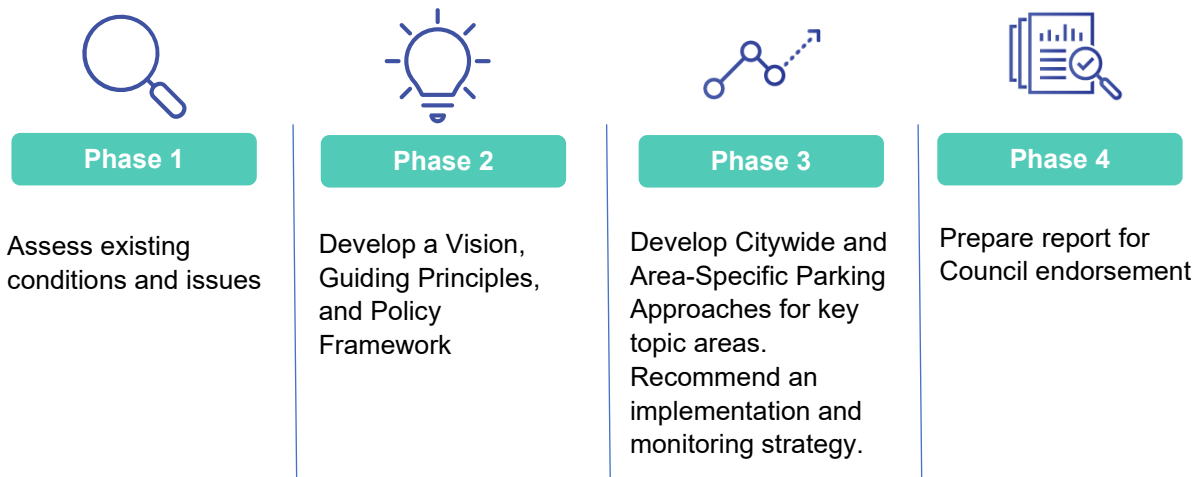 Phase 1
Assess existing
conditions and issues
Phase 2
Develop a Vision,
Guiding Principles,
and Policy
Framework
Phase 3
Develop Citywide and
Area-Specific Parking
Approaches for key
topic areas.
Recommend an
implementation and
monitoring strategy.
Phase 4
Prepare report for
Council endorsement